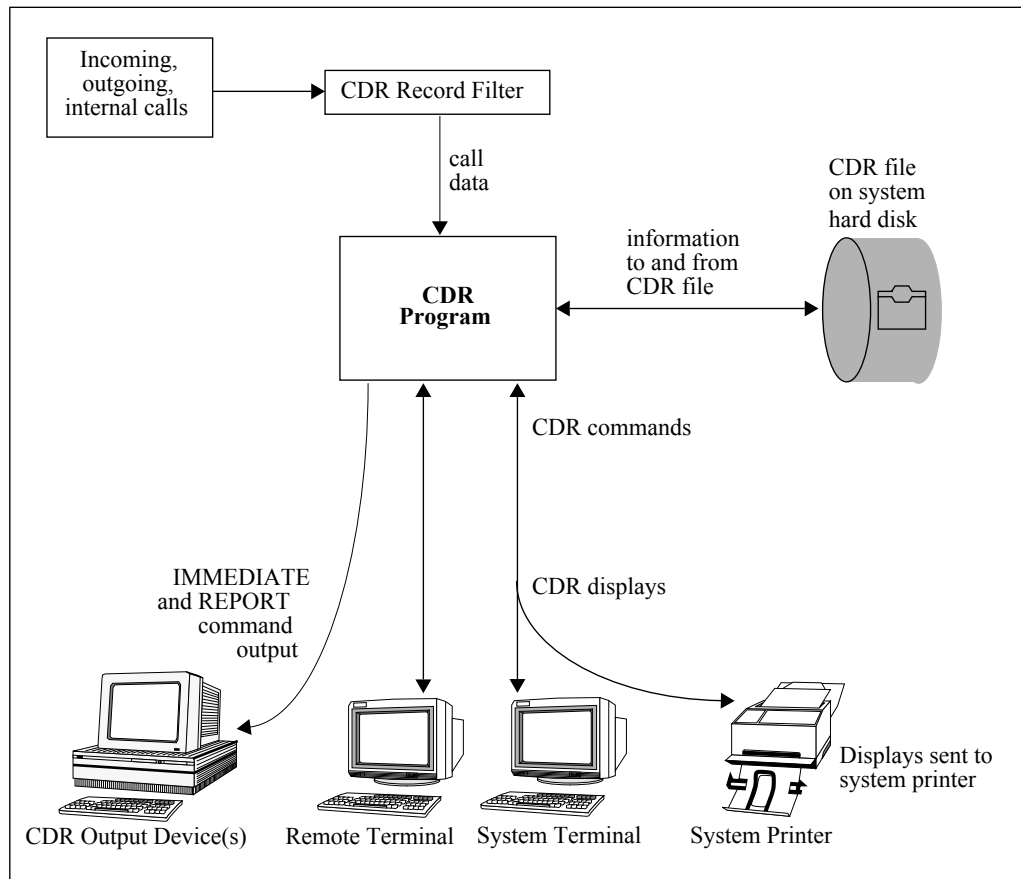 Incoming,
outgoing,
internal calls
CDR Record Filter
call
data
CDR file
on system
hard disk
information
to and from
CDR file
CDR
Program
CDR commands
IMMEDIATE
and REPORT
command
output
CDR displays
Displays sent to
system printer
CDR Output Device(s)
Remote Terminal
System Terminal
System Printer